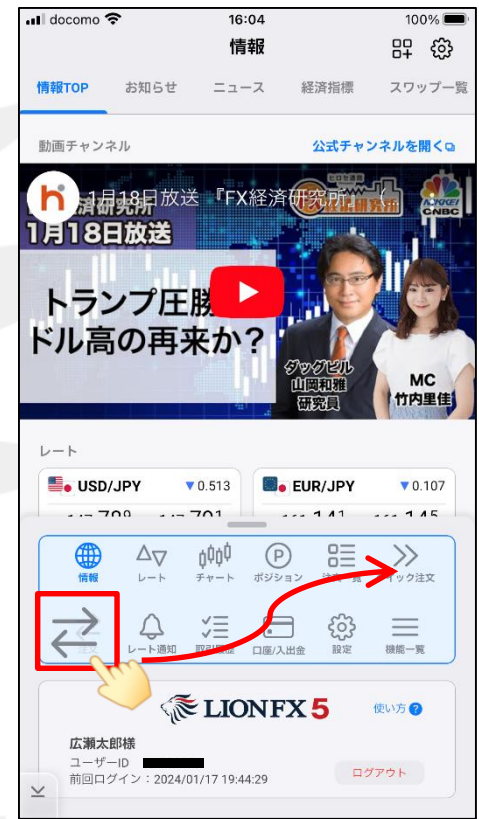 docomo 16:04 100%
情報
情報TOP お知らせ ニュース 経済指標 スワップ一覧
動画チャンネル 公式チャンネルを開く
1月18日放送 『FX経済研究所』
ヒロセ通商
NIKKEI
CNBC
1月18日放送
トランプ圧勝
ドル高の再来か?
ダッグビル
山岡和雅
研究員
MC
竹内里佳
レート
USD/JPY ▼0.513 EUR/JPY ▼0.107
情報 レート チャート ポジション イック注文
レート通知 口座/入出金 設定 機能一覧
LION FX 5 使い方 ?
広瀬太郎様
ユーザーID
前回ログイン:2024/01/17 19:44:29 ログアウト